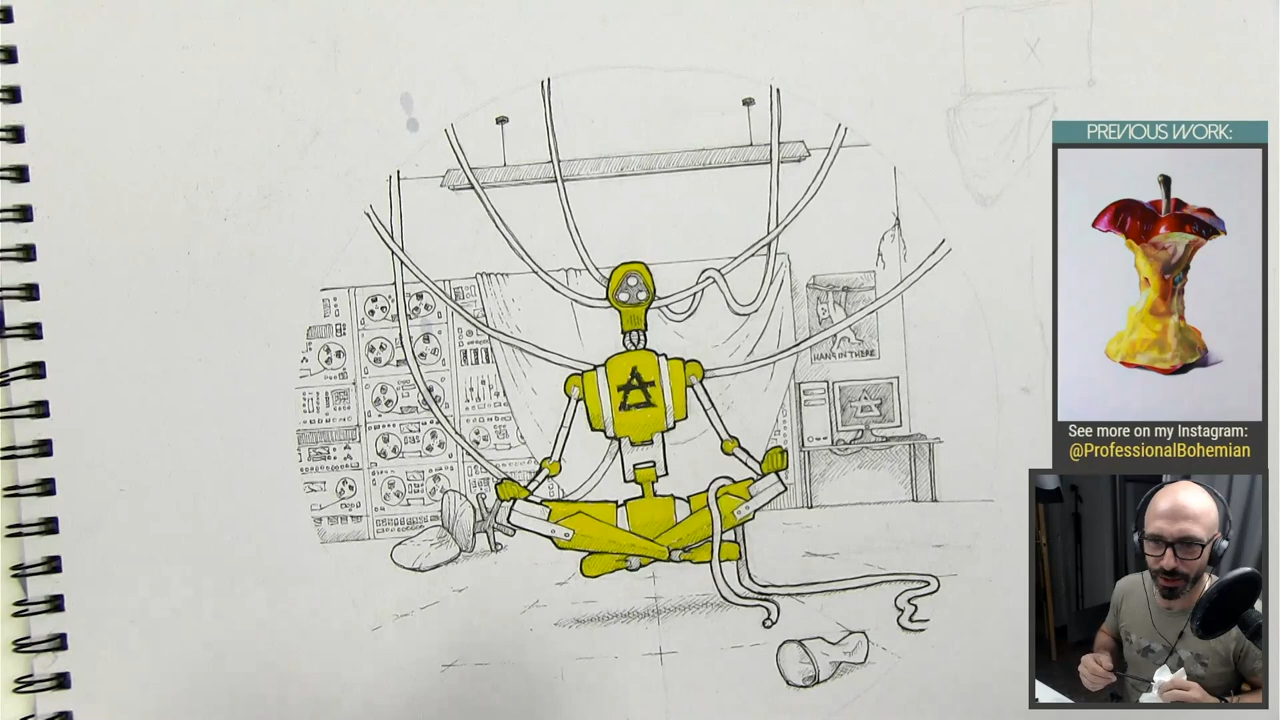 HANG IN THERE
PREVIOUS WORK:
See more on my Instagram:
@ProfessionalBohemian